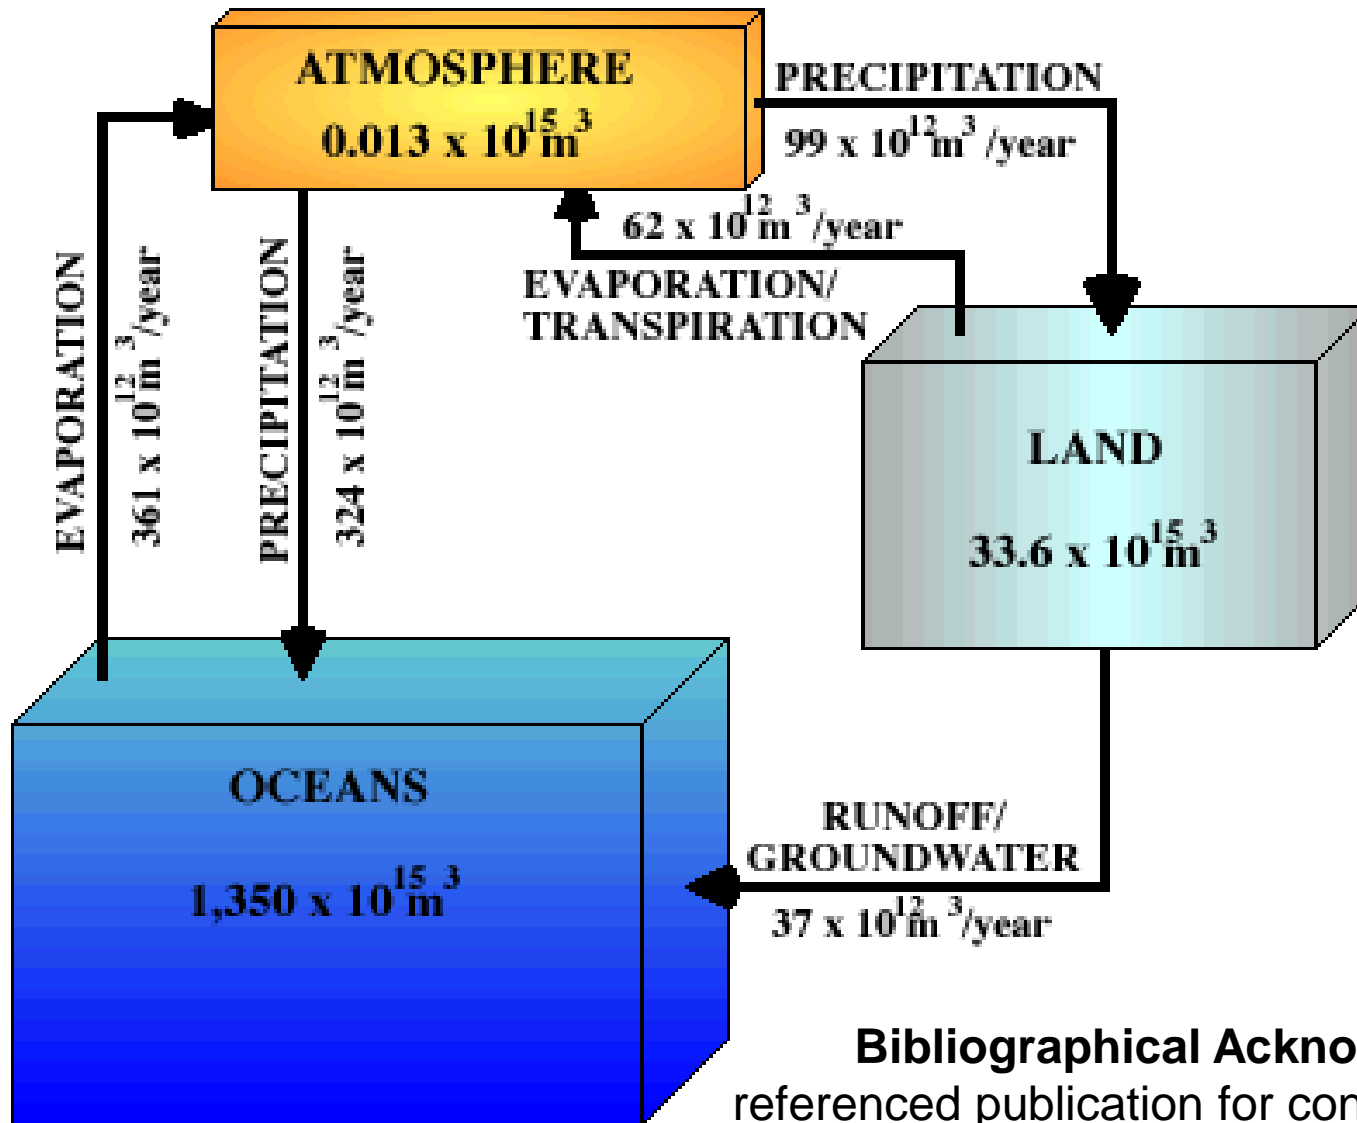 ATMOSPHERE
0.013 x 10¹⁵m³
PRECIPITATION
99 x 10¹²m³/year
62 x 10¹²m³/year
EVAPORATION/
TRANSPIRATION
EVAPORATION
361 x 10¹²m³/year
PRECIPITATION
324 x 10¹²m³/year
LAND
33.6 x 10¹⁵m³
OCEANS
1,350 x 10¹⁵m³
RUNOFF/
GROUNDWATER
37 x 10¹²m³/year
Bibliographical Ackno
referenced publication for con